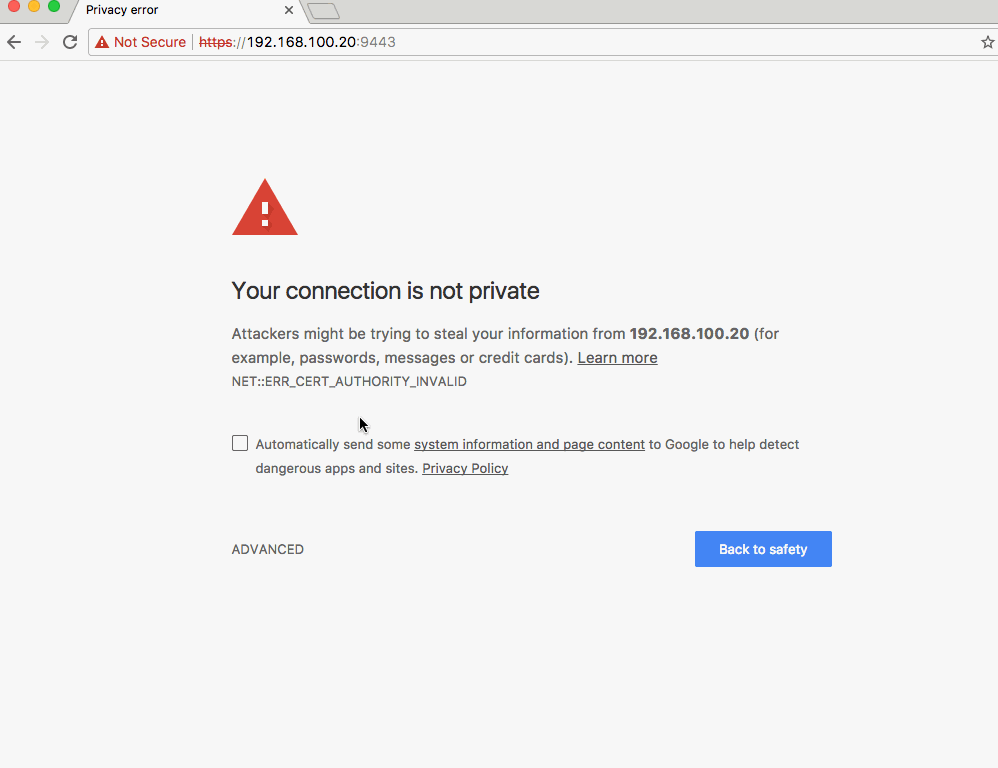 Privacy error
Not Secure https://192.168.100.20:9443
Your connection is not private
Attackers might be trying to steal your information from 192.168.100.20 (for
example, passwords, messages or credit cards). Learn more
NET::ERR_CERT_AUTHORITY_INVALID
Automatically send some system information and page content to Google to help detect
dangerous apps and sites. Privacy Policy
ADVANCED
Back to safety